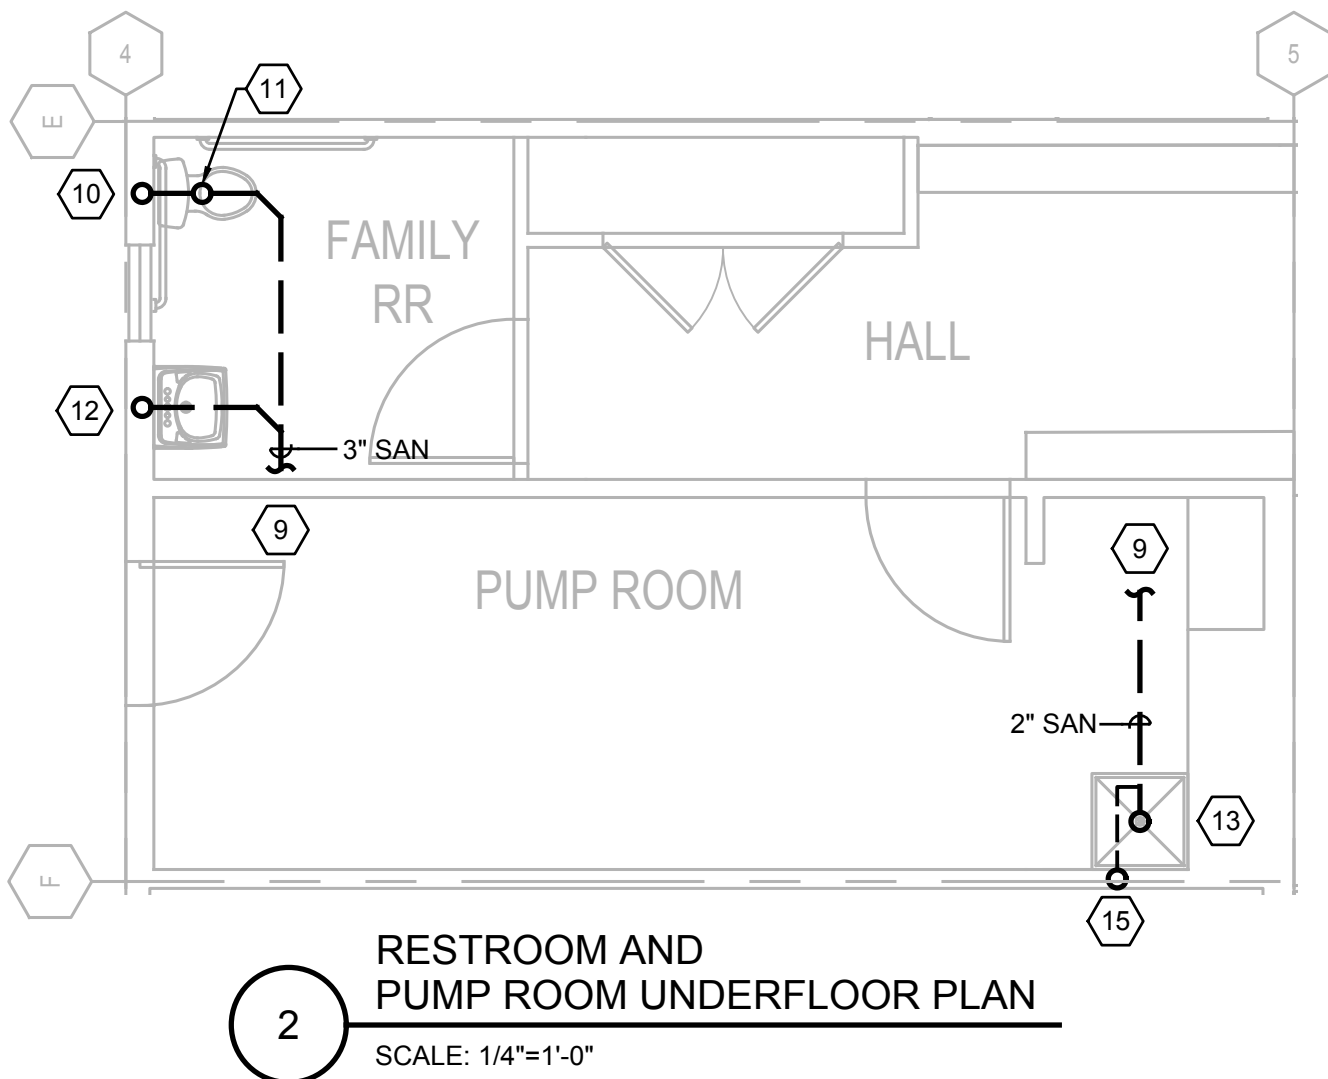 4
5
E
11
10
FAMILY
RR
HALL
12
3" SAN
9
9
PUMP ROOM
2" SAN
13
F
15
RESTROOM AND
PUMP ROOM UNDERFLOOR PLAN
2
SCALE: 1/4"=1'-0"